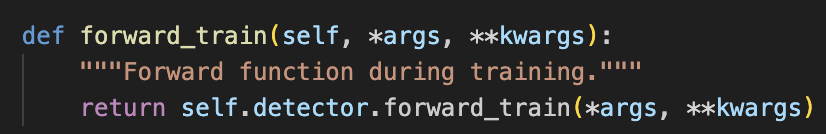 def forward_train(self, *args, **kwargs):
    """Forward function during training."""
    return self.detector.forward_train(*args, **kwargs)